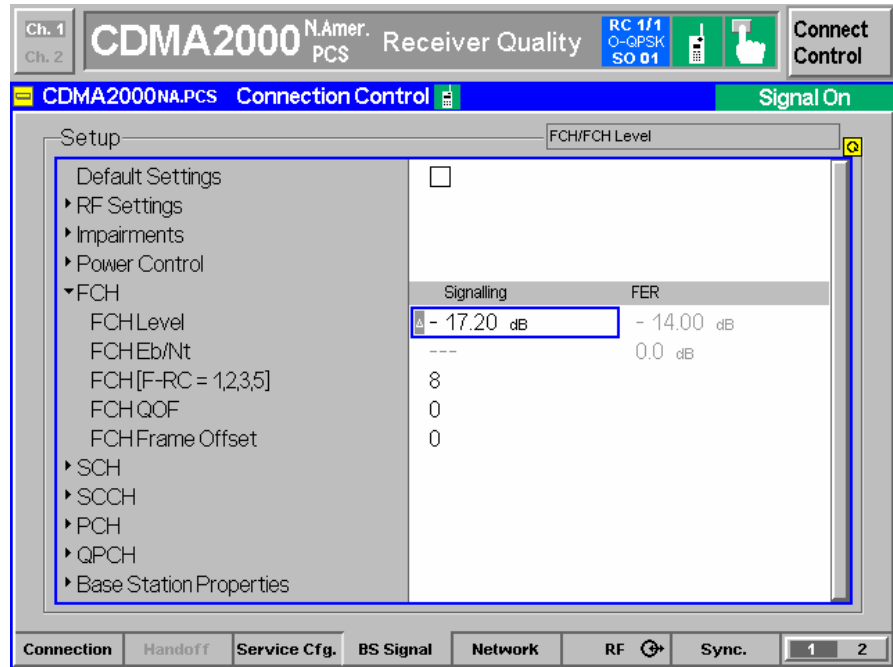 Ch. 1
Ch. 2
CDMA2000 N.Amer. PCS Receiver Quality
RC 1/1
O-QPSK
SO 01
Connect
Control
CDMA2000 NA.PCS Connection Control
Signal On
Setup
FCH/FCH Level
Default Settings
RF Settings
Impairments
Power Control
FCH Signalling FER
FCH Level - 17.20 dB - 14.00 dB
FCH Eb/Nt --- 0.0 dB
FCH [F-RC = 1,2,3,5] 8
FCH QOF 0
FCH Frame Offset 0
SCH
SCCH
PCH
QPCH
Base Station Properties
Connection Handoff Service Cfg. BS Signal Network RF Sync. 1 2